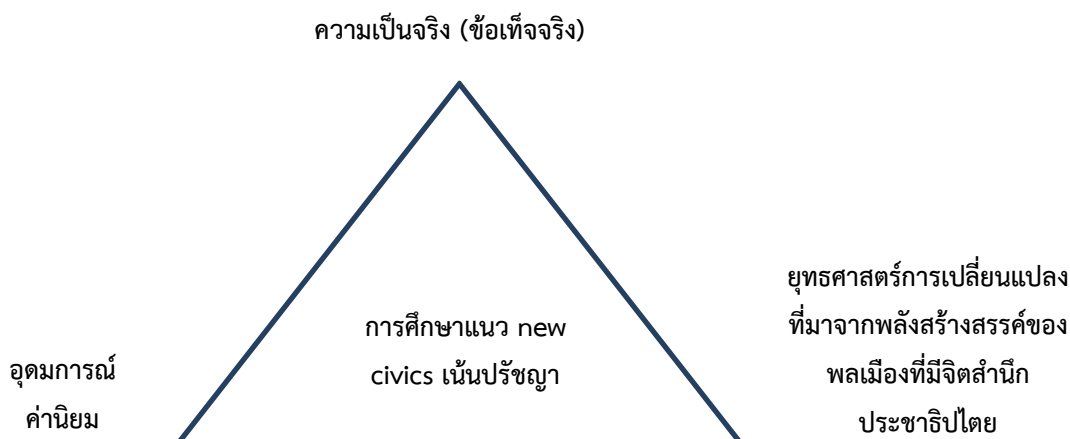 ความเป็นจริง (ข้อเท็จจริง)
ยุทธศาสตร์การเปลี่ยนแปลง
ที่มาจากพลังสร้างสรรค์ของ
พลเมืองที่มีจิตสำนึก
ประชาธิปไตย
การศึกษาแนว new
civics เน้นปรัชญา
อุดมการณ์
ค่านิยม